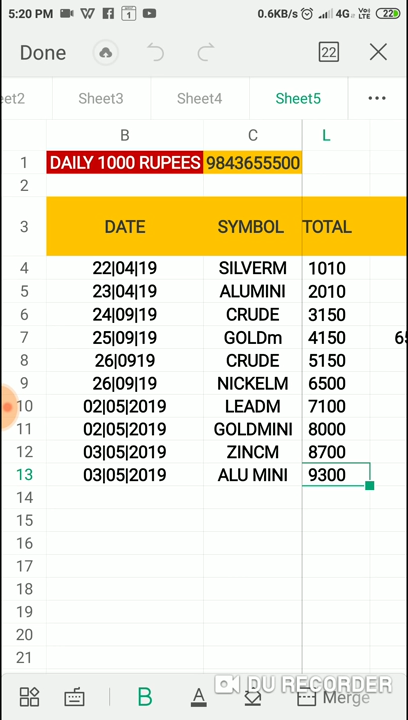 5:20 PM 0.6KB/s 4G VoLTE 22
Done 22
eet2 Sheet3 Sheet4 Sheet5
B C L
1 DAILY 1000 RUPEES 9843655500
2
3 DATE SYMBOL TOTAL
4 22|04|19 SILVERM 1010
5 23|04|19 ALUMINI 2010
6 24|09|19 CRUDE 3150
7 25|09|19 GOLDm 4150 65
8 26|0919 CRUDE 5150
9 26|09|19 NICKELM 6500
10 02|05|2019 LEADM 7100
11 02|05|2019 GOLDMINI 8000
12 03|05|2019 ZINCM 8700
13 03|05|2019 ALU MINI 9300
14
15
16
17
18
19
20
21
DU RECORDER
B A Merge